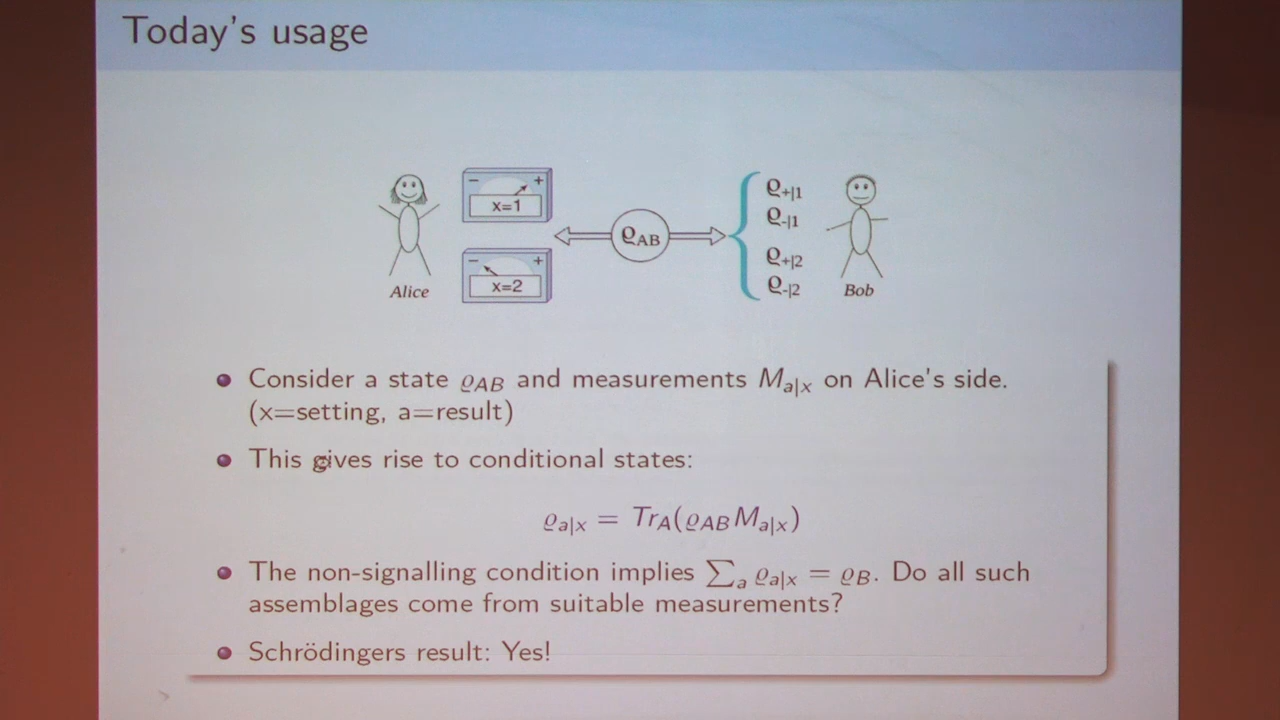 Today's usage
− +
x=1
− +
x=2
Alice
ϱAB
ϱ+|1
ϱ-|1
ϱ+|2
ϱ-|2
Bob
Consider a state ϱAB and measurements Ma|x on Alice's side.
(x=setting, a=result)
This gives rise to conditional states:
ϱa|x = TrA(ϱABMa|x)
The non-signalling condition implies ∑a ϱa|x = ϱB. Do all such
assemblages come from suitable measurements?
Schrödingers result: Yes!